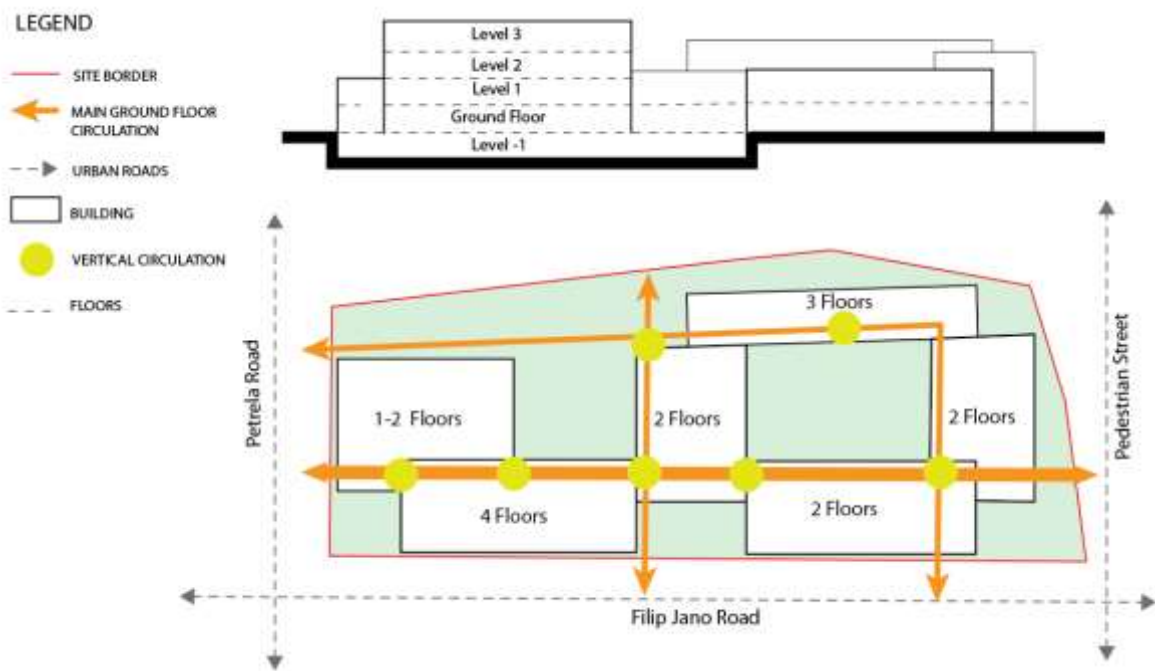 LEGEND
SITE BORDER
MAIN GROUND FLOOR
CIRCULATION
URBAN ROADS
BUILDING
VERTICAL CIRCULATION
FLOORS
Level 3
Level 2
Level 1
Ground Floor
Level -1
3 Floors
1-2 Floors
2 Floors
2 Floors
4 Floors
2 Floors
Petrela Road
Pedestrian Street
Filip Jano Road